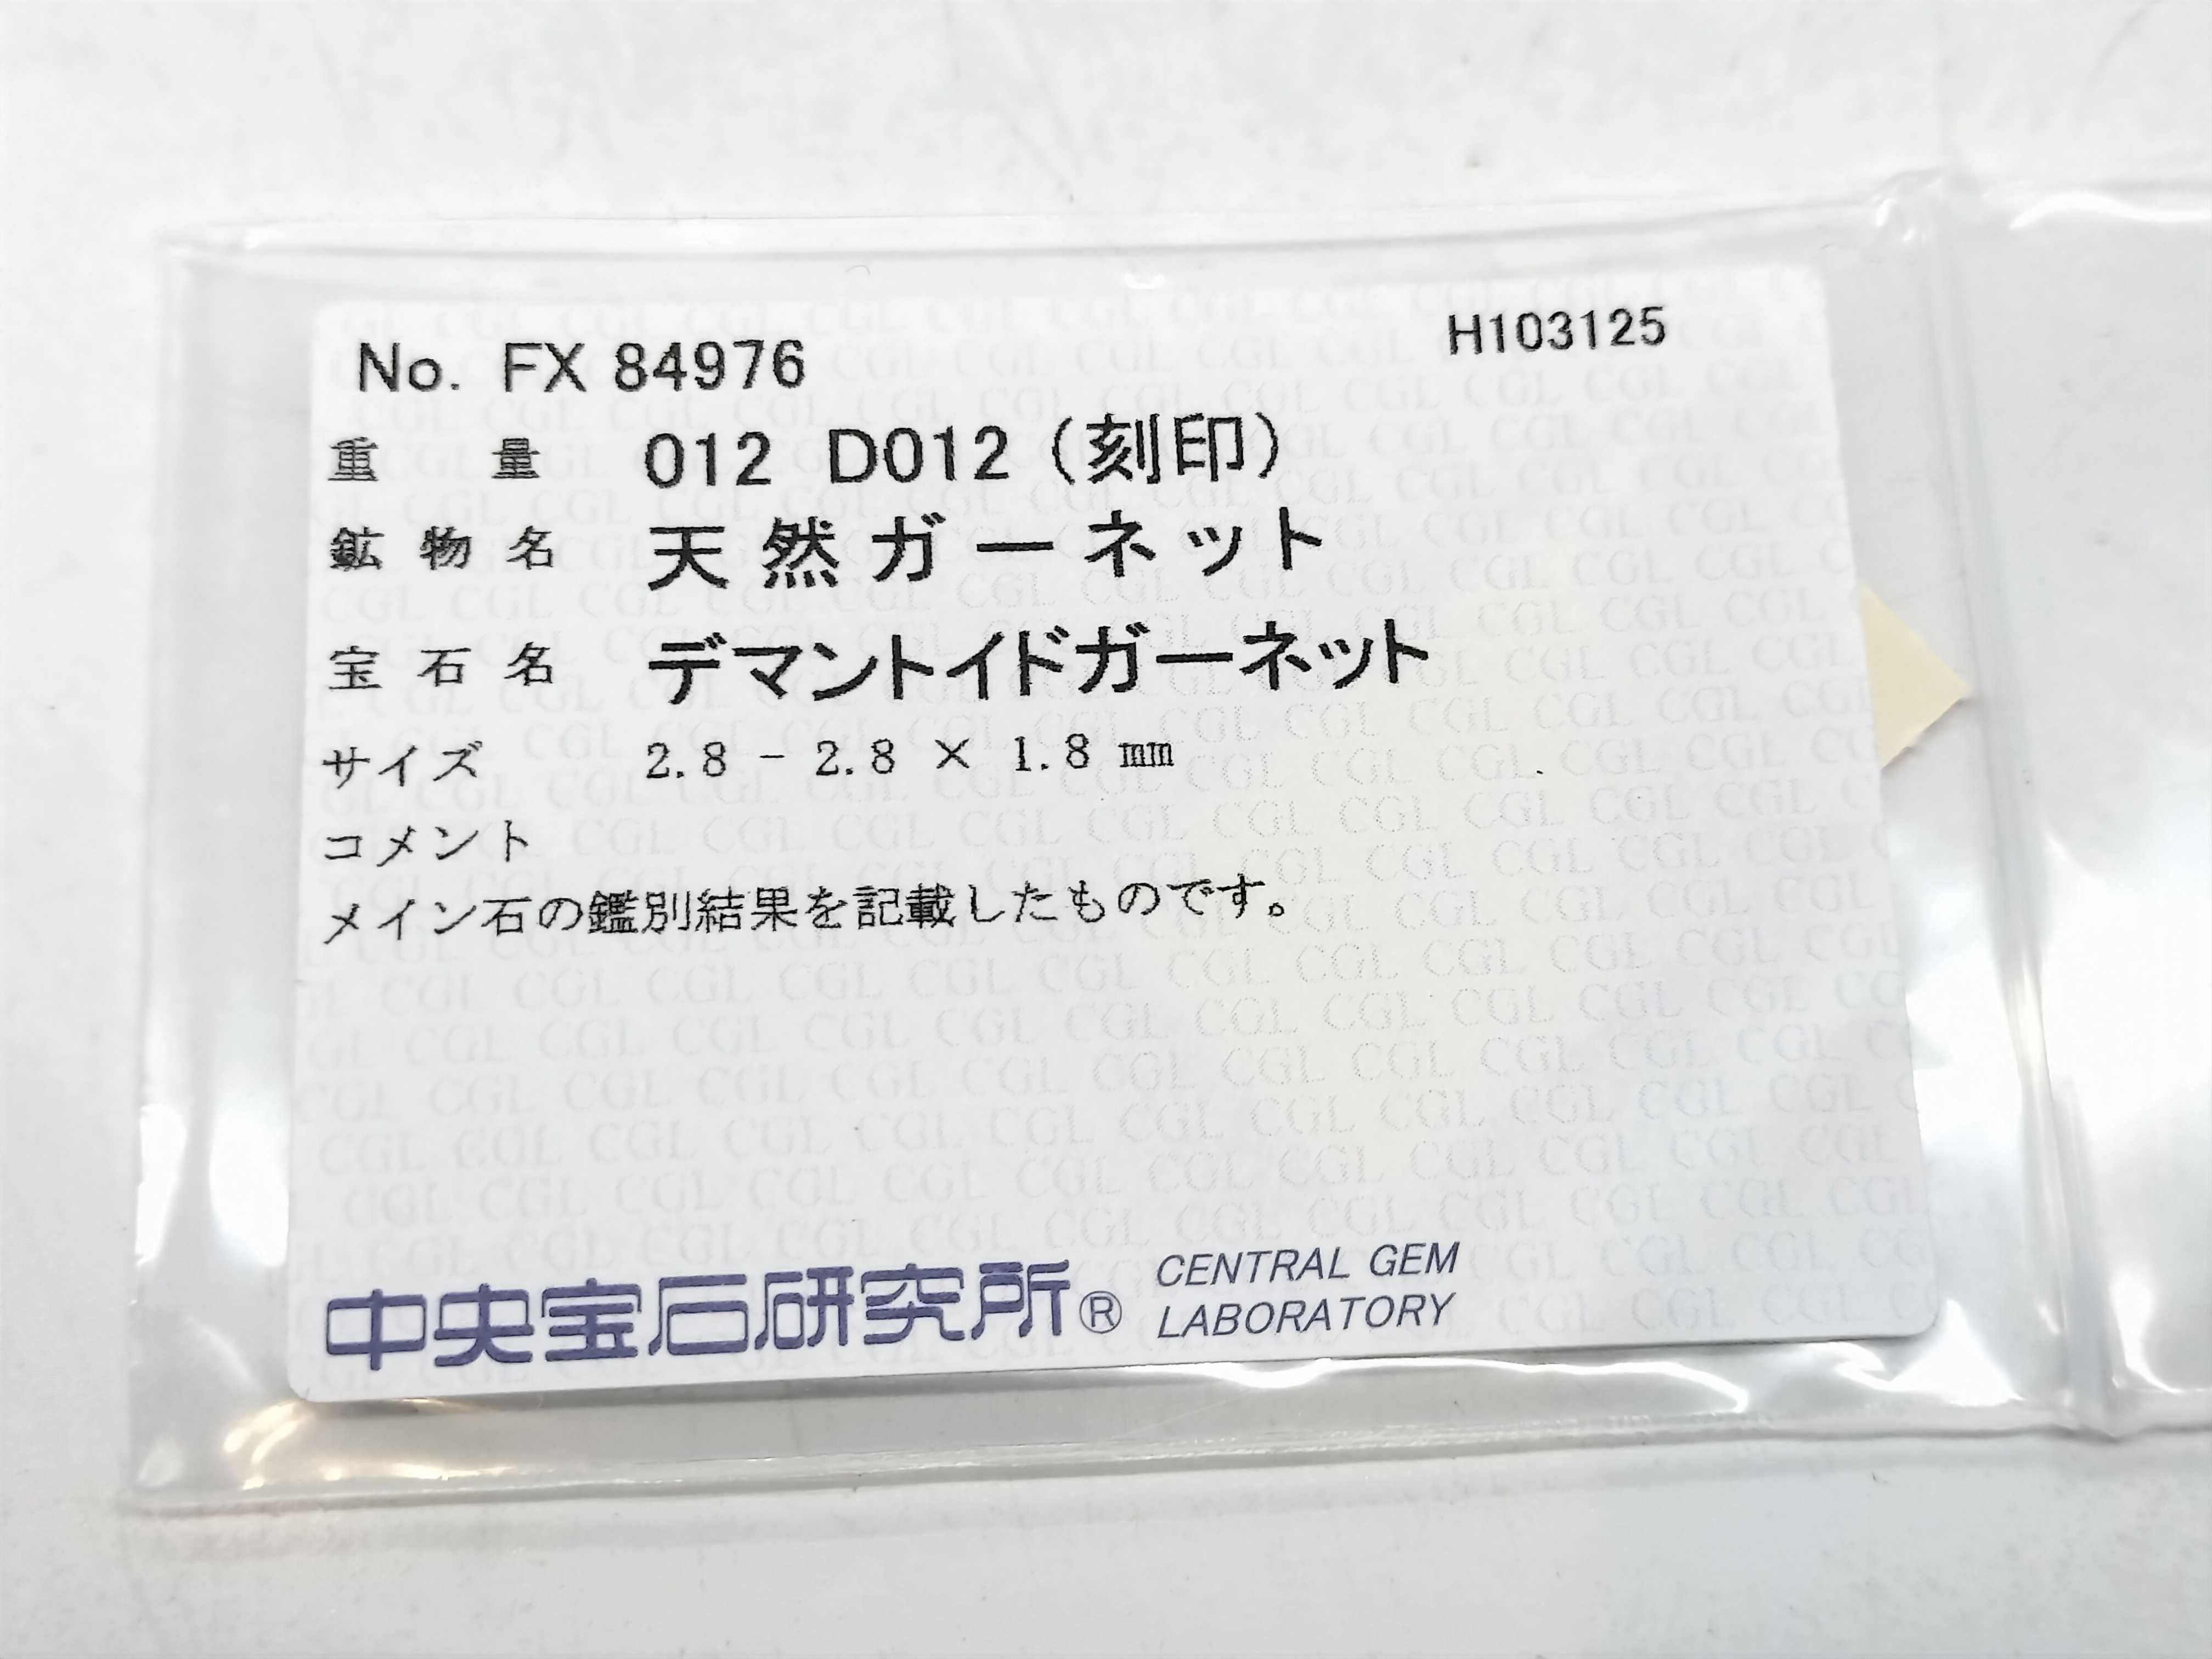 No. FX 84976
H103125
重量 012 D012 (刻印)
鉱物名 天然ガーネット
宝石名 デマントイドガーネット
サイズ 2.8 - 2.8 × 1.8 mm
コメント
メイン石の鑑別結果を記載したものです。
中央宝石研究所® CENTRAL GEM
LABORATORY